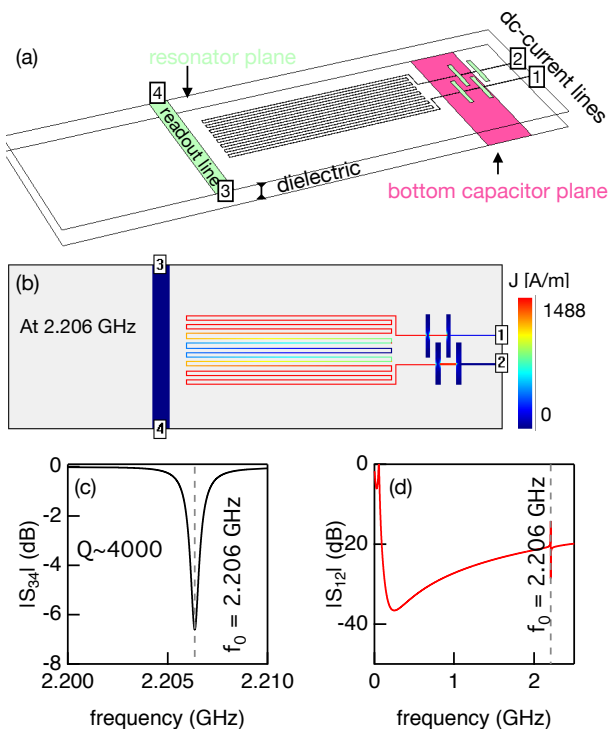 (a)
resonator plane
dc-current lines
2
1
4
readout line
3
dielectric
bottom capacitor plane
(b)
3
J [A/m]
1488
At 2.206 GHz
1
2
0
4
(c)
0
-2
-4
-6
-8
|S34| (dB)
Q~4000
f0 = 2.206 GHz
2.200
2.205
2.210
frequency (GHz)
(d)
0
-20
-40
|S12| (dB)
f0 = 2.206 GHz
0
1
2
frequency (GHz)